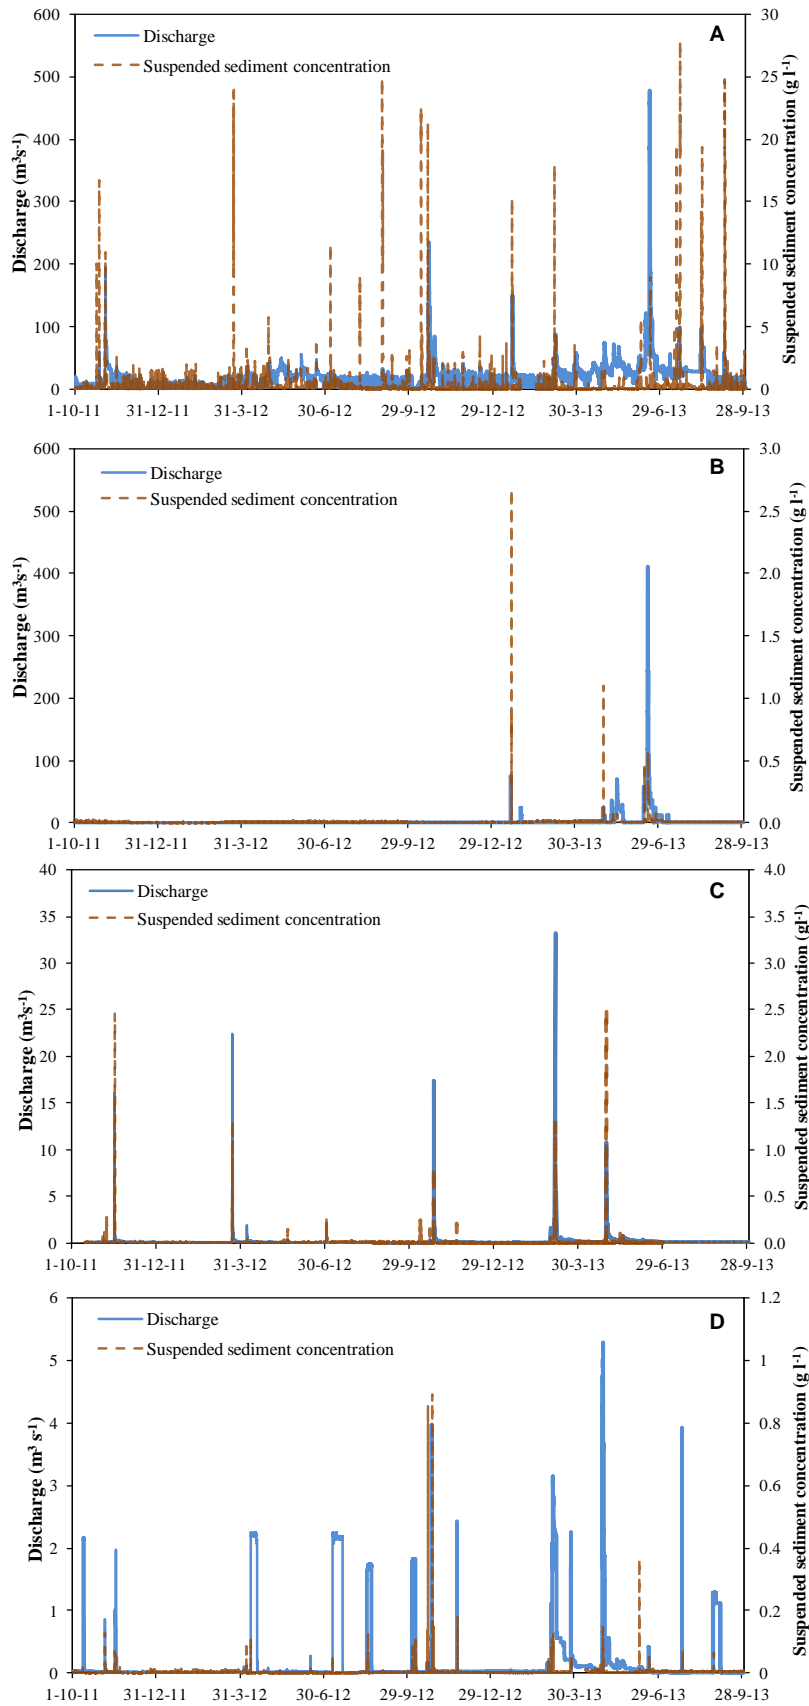 A
Discharge
Suspended sediment concentration
600
500
400
300
200
100
0
Discharge (m³s⁻¹)
30
25
20
15
10
5
0
Suspended sediment concentration (g l⁻¹)
1-10-11 31-12-11 31-3-12 30-6-12 29-9-12 29-12-12 30-3-13 29-6-13 28-9-13
B
Discharge
Suspended sediment concentration
600
500
400
300
200
100
0
Discharge (m³s⁻¹)
3.0
2.5
2.0
1.5
1.0
0.5
0.0
Suspended sediment concentration (g l⁻¹)
1-10-11 31-12-11 31-3-12 30-6-12 29-9-12 29-12-12 30-3-13 29-6-13 28-9-13
C
Discharge
Suspended sediment concentration
40
35
30
25
20
15
10
5
0
Discharge (m³s⁻¹)
4.0
3.5
3.0
2.5
2.0
1.5
1.0
0.5
0.0
Suspended sediment concentration (gl⁻¹)
1-10-11 31-12-11 31-3-12 30-6-12 29-9-12 29-12-12 30-3-13 29-6-13 28-9-13
D
Discharge
Suspended sediment concentration
6
5
4
3
2
1
0
Discharge (m³ s⁻¹)
1.2
1
0.8
0.6
0.4
0.2
0
Suspended sediment concentration (g l⁻¹)
1-10-11 31-12-11 31-3-12 30-6-12 29-9-12 29-12-12 30-3-13 29-6-13 28-9-13